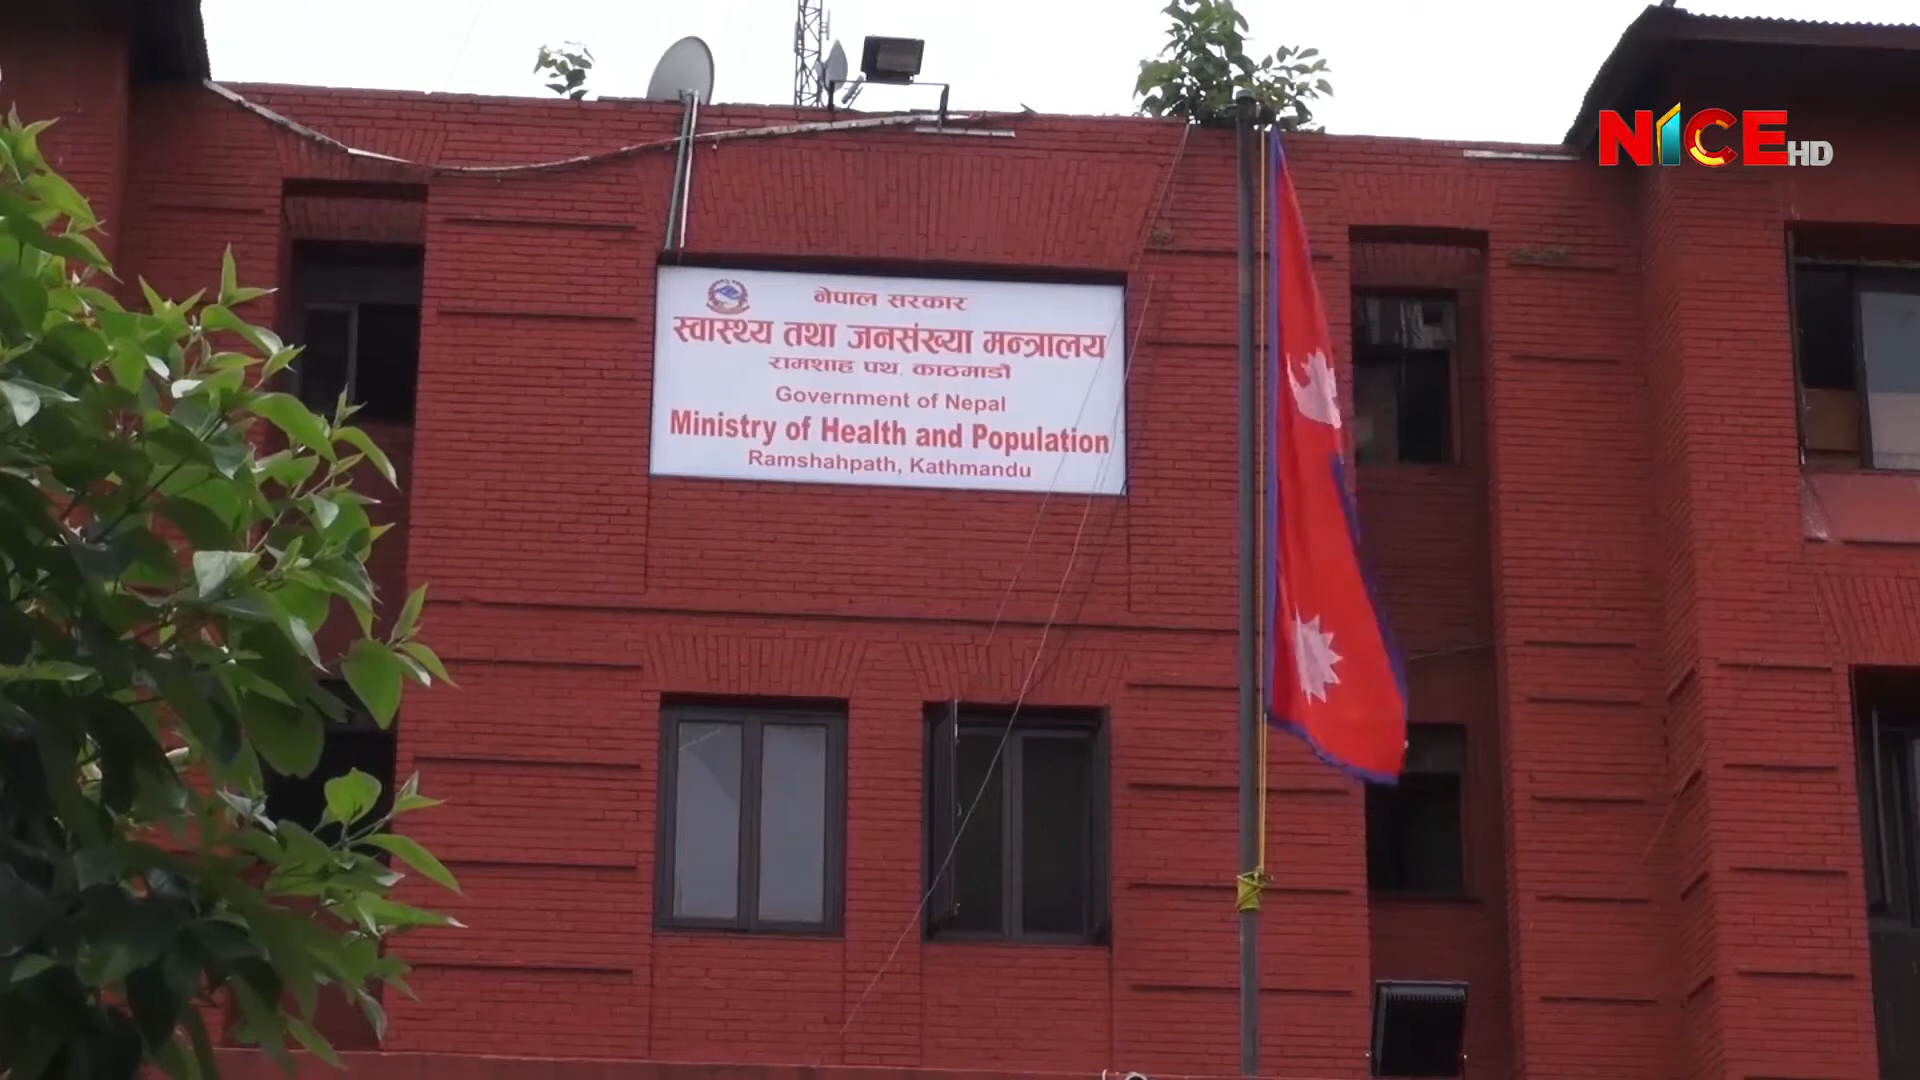 NICE HD
नेपाल सरकार
स्वास्थ्य तथा जनसंख्या मन्त्रालय
रामशाह पथ, काठमाडौं
Government of Nepal
Ministry of Health and Population
Ramshahpath, Kathmandu